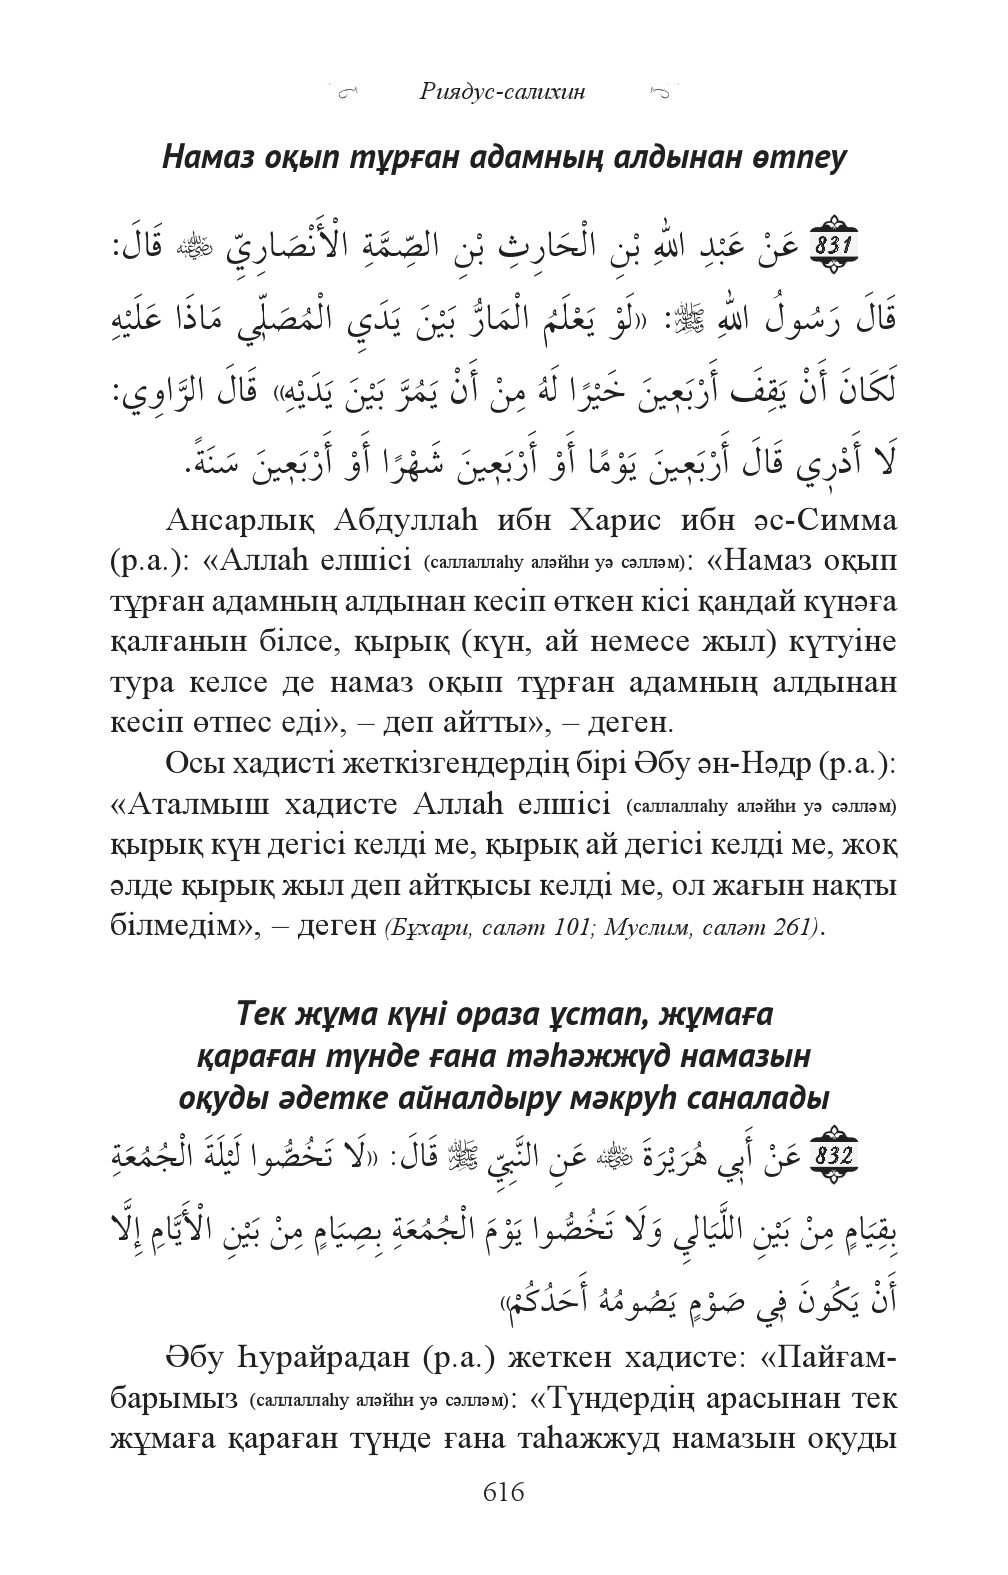 Риядус-салихин
Намаз оқып тұрған адамның алдынан өтпеу
831 عَنْ عَبْدِ اللهِ بْنِ الْحَارِثِ بْنِ الصِّمَّةِ الْأَنْصَارِيِّ ﷺ قَالَ:
قَالَ رَسُولُ اللهِ ﷺ: «لَوْ يَعْلَمُ الْمَارُّ بَيْنَ يَدَيِ الْمُصَلِّي مَاذَا عَلَيْهِ
لَكَانَ أَنْ يَقِفَ أَرْبَعِينَ خَيْرًا لَهُ مِنْ أَنْ يَمُرَّ بَيْنَ يَدَيْهِ» قَالَ الرَّاوِي:
لَا أَدْرِي قَالَ أَرْبَعِينَ يَوْمًا أَوْ أَرْبَعِينَ شَهْرًا أَوْ أَرْبَعِينَ سَنَةً.
Ансарлық Абдуллаһ ибн Харис ибн әс-Симма
(р.а.): «Аллаһ елшісі (саллаллаһу аләйһи уә сәлләм): «Намаз оқып
тұрған адамның алдынан кесіп өткен кісі қандай күнәға
қалғанын білсе, қырық (күн, ай немесе жыл) күтуіне
тура келсе де намаз оқып тұрған адамның алдынан
кесіп өтпес еді», – деп айтты», – деген.
Осы хадисті жеткізгендердің бірі Әбу ән-Нәдр (р.а.):
«Аталмыш хадисте Аллаһ елшісі (саллаллаһу аләйһи уә сәлләм)
қырық күн дегісі келді ме, қырық ай дегісі келді ме, жоқ
әлде қырық жыл деп айтқысы келді ме, ол жағын нақты
білмедім», – деген (Бұхари, саләт 101; Муслим, саләт 261).
Тек жұма күні ораза ұстап, жұмаға
қараған түнде ғана тәһәжжүд намазын
оқуды әдетке айналдыру мәкруһ саналады
832 عَنْ أَبِي هُرَيْرَةَ رضي الله عنه عَنِ النَّبِيِّ ﷺ قَالَ: «لَا تَخُصُّوا لَيْلَةَ الْجُمُعَةِ
بِقِيَامٍ مِنْ بَيْنِ اللَّيَالِي وَلَا تَخُصُّوا يَوْمَ الْجُمُعَةِ بِصِيَامٍ مِنْ بَيْنِ الْأَيَّامِ إِلَّا
أَنْ يَكُونَ فِي صَوْمٍ يَصُومُهُ أَحَدُكُمْ»
Әбу Һурайрадан (р.а.) жеткен хадисте: «Пайғам-
барымыз (саллаллаһу аләйһи уә сәлләм): «Түндердің арасынан тек
жұмаға қараған түнде ғана таһажжуд намазын оқуды
616